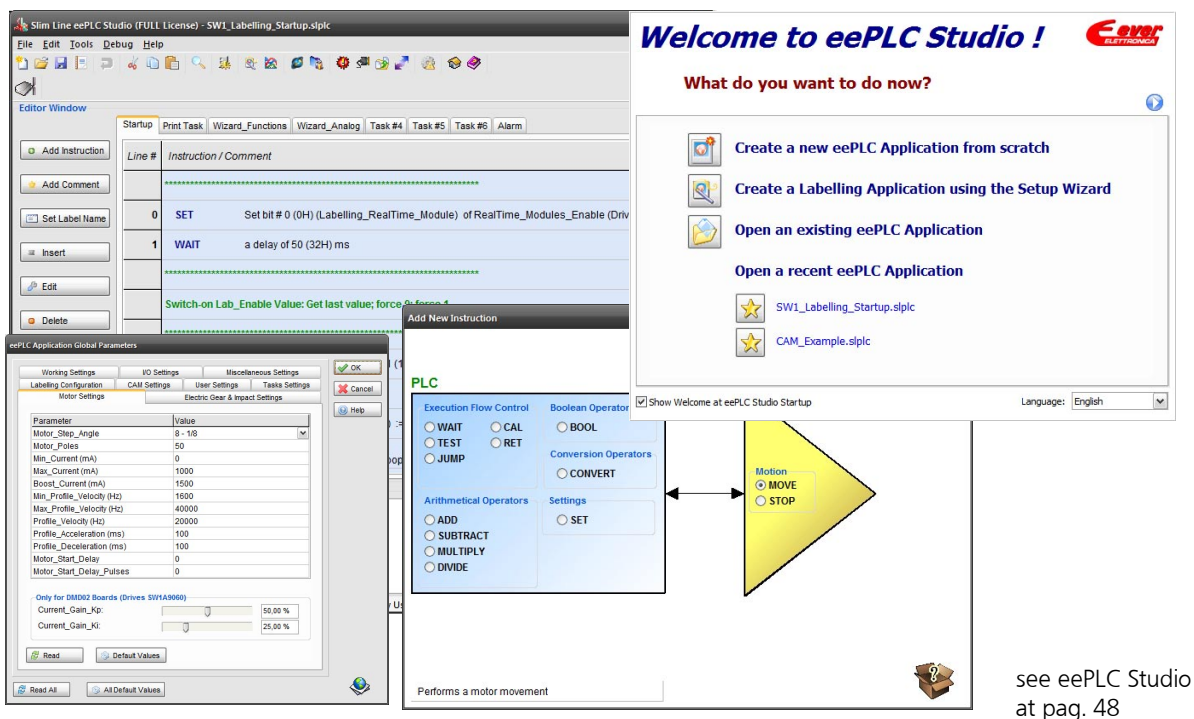 Slim Line eePLC Studio (FULL License) - SW1_Labelling_Startup.slplc
File Edit Tools Debug Help
Editor Window
Startup Print Task Wizard_Functions Wizard_Analog Task #4 Task #5 Task #6 Alarm
Add Instruction
Add Comment
Set Label Name
Insert
Edit
Delete
Line # Instruction / Comment
**************************************************************************
0 SET Set bit # 0 (0H) (Labelling_RealTime_Module) of RealTime_Modules_Enable (Driv
1 WAIT a delay of 50 (32H) ms
**************************************************************************
Switch-on Lab_Enable Value: Get last value; force 0; force 1
Welcome to eePLC Studio !
ever
ELETTRONICA
What do you want to do now?
Create a new eePLC Application from scratch
Create a Labelling Application using the Setup Wizard
Open an existing eePLC Application
Open a recent eePLC Application
SW1_Labelling_Startup.slplc
CAM_Example.slplc
Show Welcome at eePLC Studio Startup
Language: English
eePLC Application Global Parameters
Working Settings I/O Settings Miscellaneous Settings
Labelling Configuration CAM Settings User Settings Tasks Settings
Motor Settings Electric Gear & Impact Settings
OK
Cancel
Help
Parameter Value
Motor_Step_Angle 8 - 1/8
Motor_Poles 50
Min_Current (mA) 0
Max_Current (mA) 1000
Boost_Current (mA) 1500
Min_Profile_Velocity (Hz) 1600
Max_Profile_Velocity (Hz) 40000
Profile_Velocity (Hz) 20000
Profile_Acceleration (ms) 100
Profile_Deceleration (ms) 100
Motor_Start_Delay 0
Motor_Start_Delay_Pulses 0
Only for DMD02 Boards (Drives SW1A9060)
Current_Gain_Kp: 50,00 %
Current_Gain_Ki: 25,00 %
Read Default Values
Read All All Default Values
Add New Instruction
PLC
Execution Flow Control
WAIT CAL
TEST RET
JUMP
Boolean Operator
BOOL
Conversion Operators
CONVERT
Arithmetical Operators
ADD
SUBTRACT
MULTIPLY
DIVIDE
Settings
SET
Motion
MOVE
STOP
Performs a motor movement
see eePLC Studio
at pag. 48